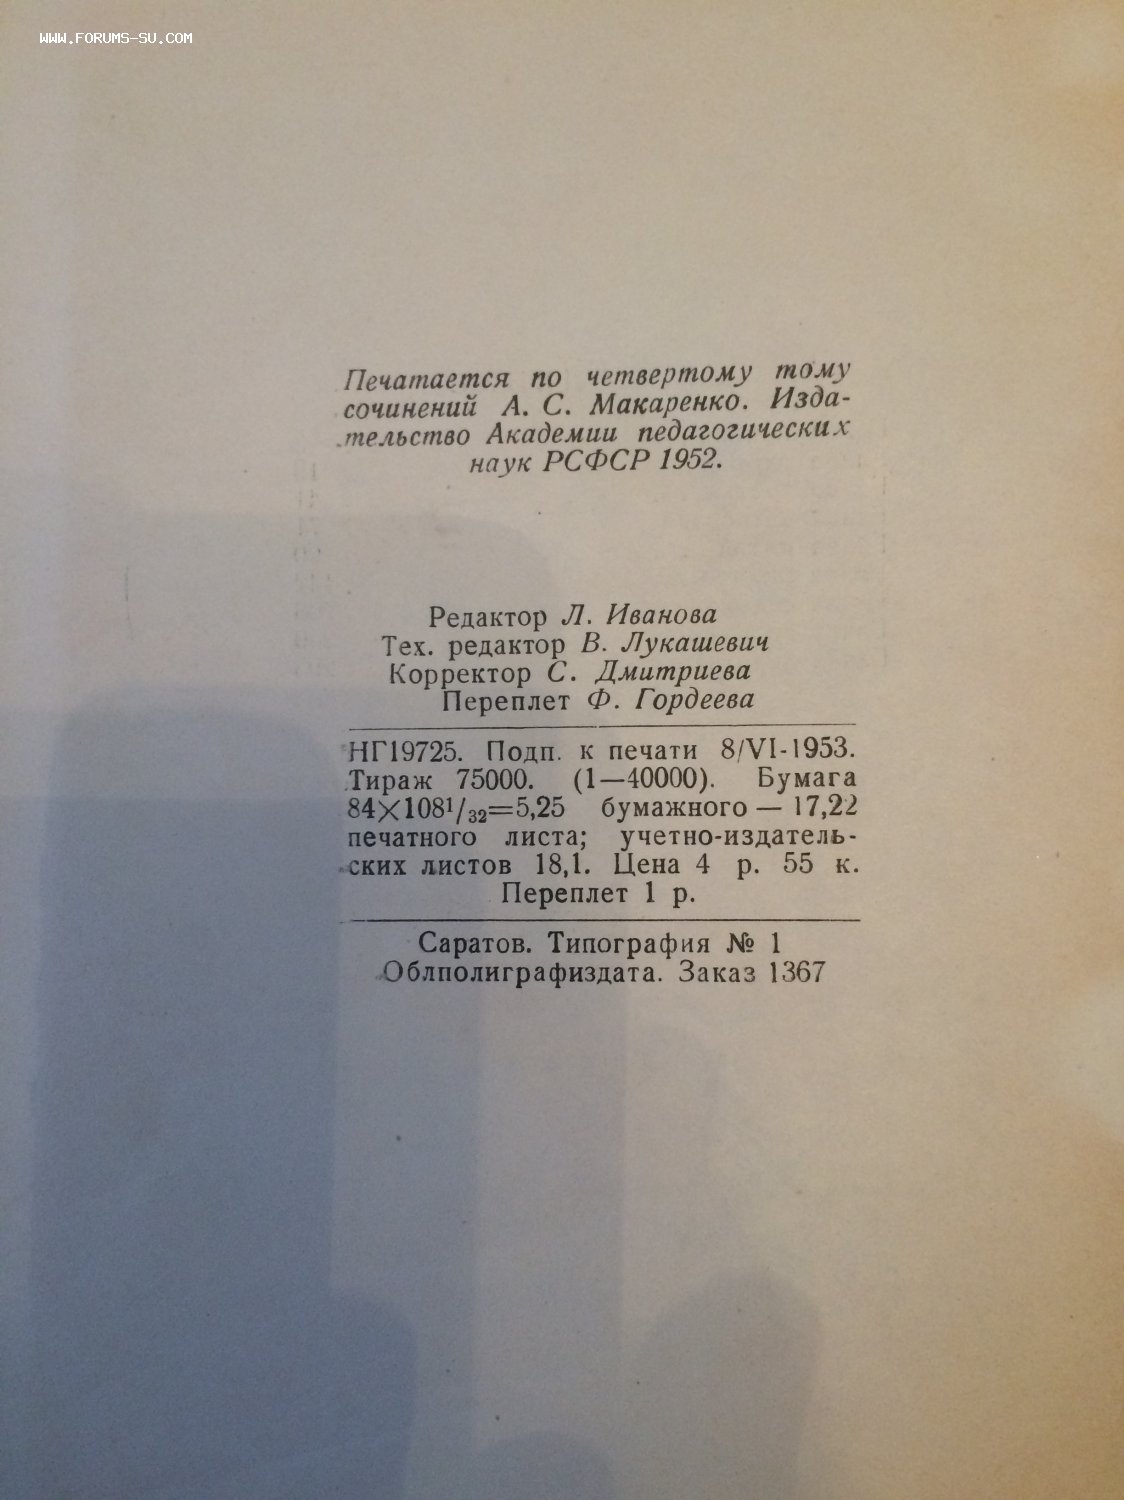 WWW.FORUMS-SU.COM
Печатается по четвертому тому
сочинений А. С. Макаренко. Изда-
тельство Академии педагогических
наук РСФСР 1952.
Редактор Л. Иванова
Тех. редактор В. Лукашевич
Корректор С. Дмитриева
Переплет Ф. Гордеева
НГ19725. Подп. к печати 8/VI-1953.
Тираж 75000. (1—40000). Бумага
84×108¹/₃₂=5,25 бумажного — 17,22
печатного листа; учетно-издатель-
ских листов 18,1. Цена 4 р. 55 к.
Переплет 1 р.
Саратов. Типография № 1
Облполиграфиздата. Заказ 1367